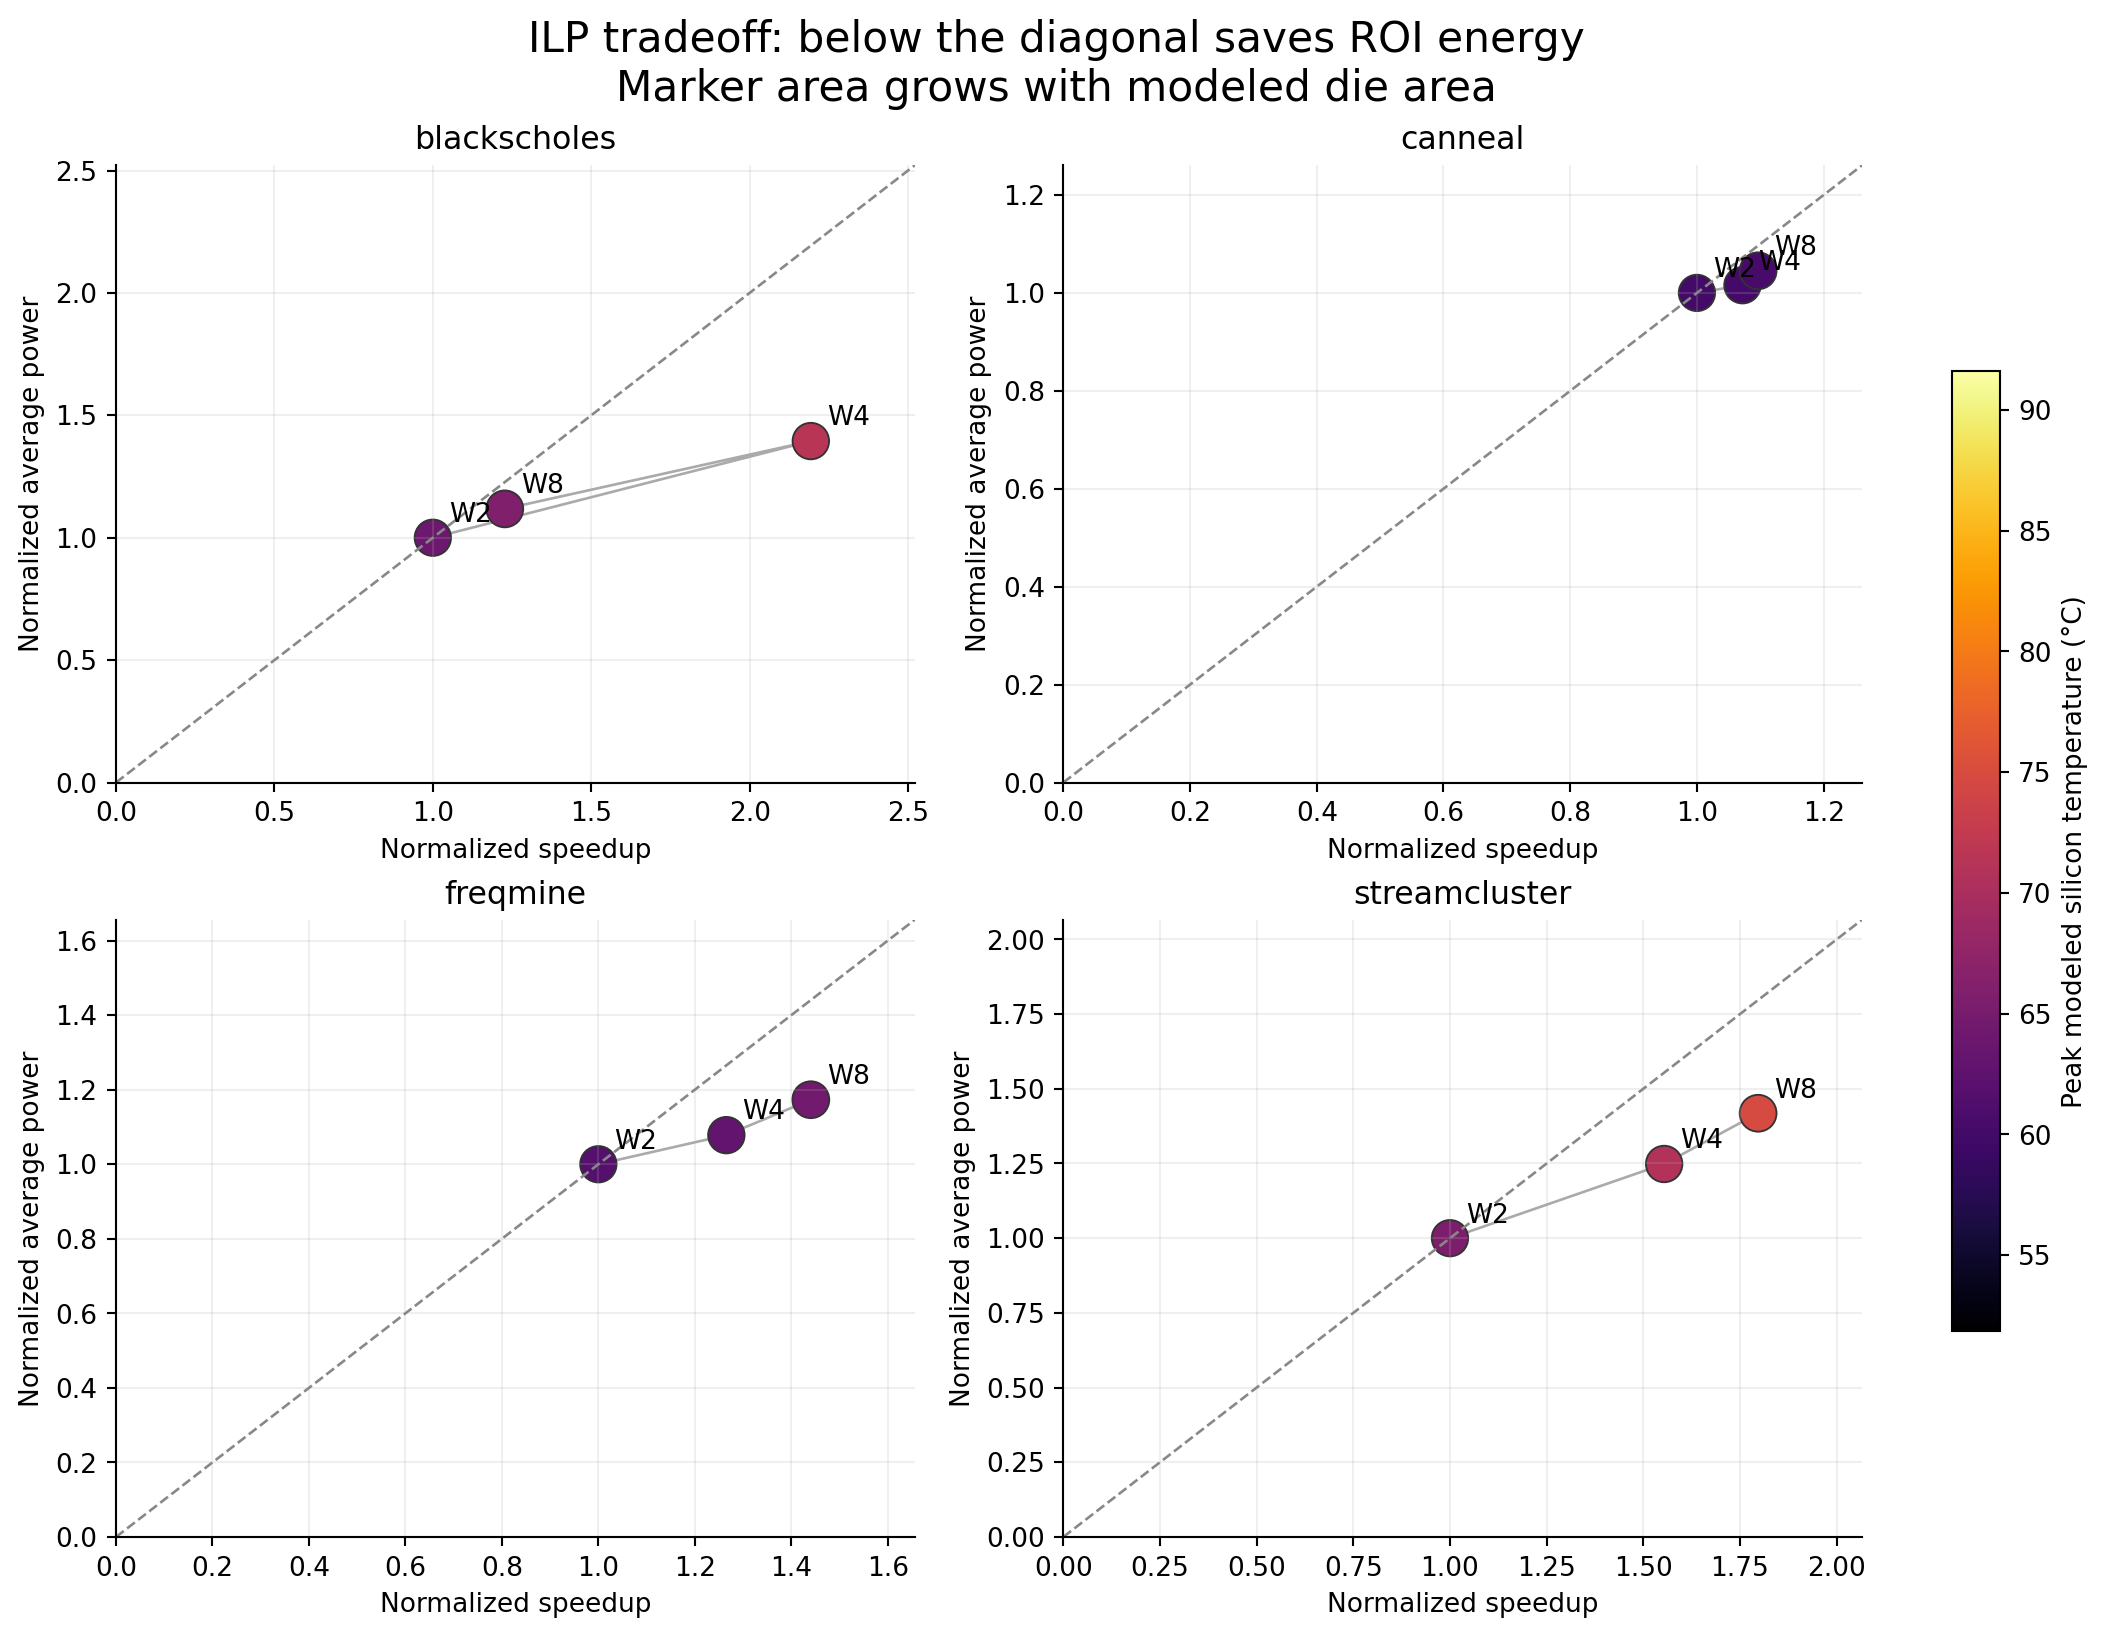 ILP tradeoff: below the diagonal saves ROI energy
Marker area grows with modeled die area
blackscholes
2.5
2.0
1.5
1.0
0.5
0.0
Normalized average power
W2
W8
W4
0.0 0.5 1.0 1.5 2.0 2.5
Normalized speedup
canneal
1.2
1.0
0.8
0.6
0.4
0.2
0.0
Normalized average power
W2
W4
W8
0.0 0.2 0.4 0.6 0.8 1.0 1.2
Normalized speedup
freqmine
1.6
1.4
1.2
1.0
0.8
0.6
0.4
0.2
0.0
Normalized average power
W2
W4
W8
0.0 0.2 0.4 0.6 0.8 1.0 1.2 1.4 1.6
Normalized speedup
streamcluster
2.00
1.75
1.50
1.25
1.00
0.75
0.50
0.25
0.00
Normalized average power
W2
W4
W8
0.00 0.25 0.50 0.75 1.00 1.25 1.50 1.75 2.00
Normalized speedup
90
85
80
75
70
65
60
55
Peak modeled silicon temperature (°C)